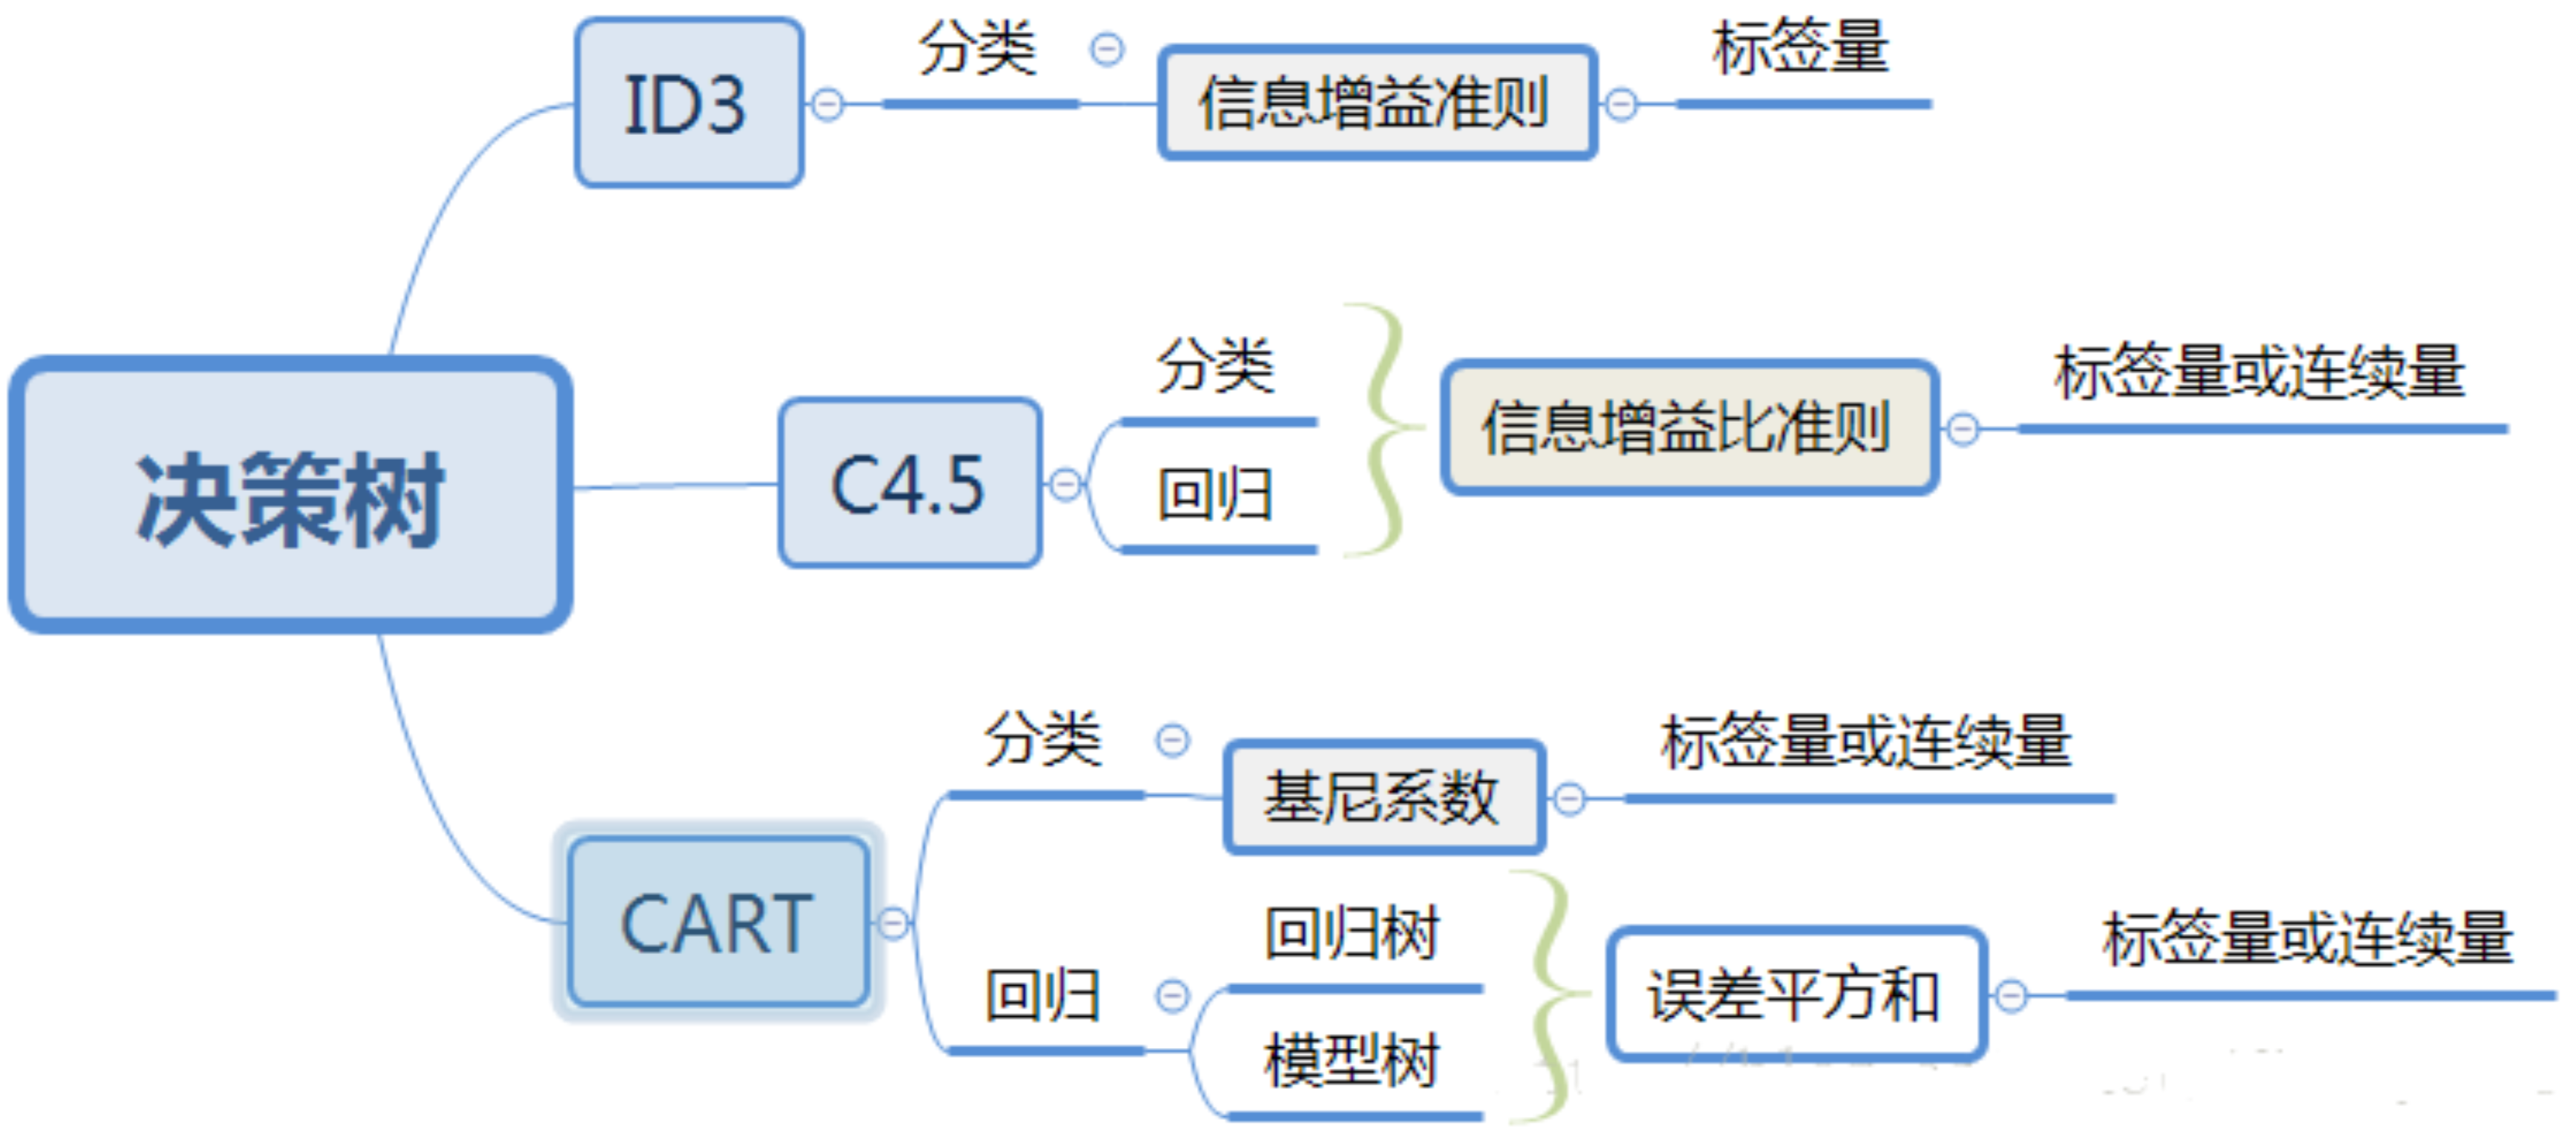 决策树
ID3
分类
信息增益准则
标签量
C4.5
分类
回归
信息增益比准则
标签量或连续量
CART
分类
基尼系数
标签量或连续量
回归
回归树
模型树
误差平方和
标签量或连续量